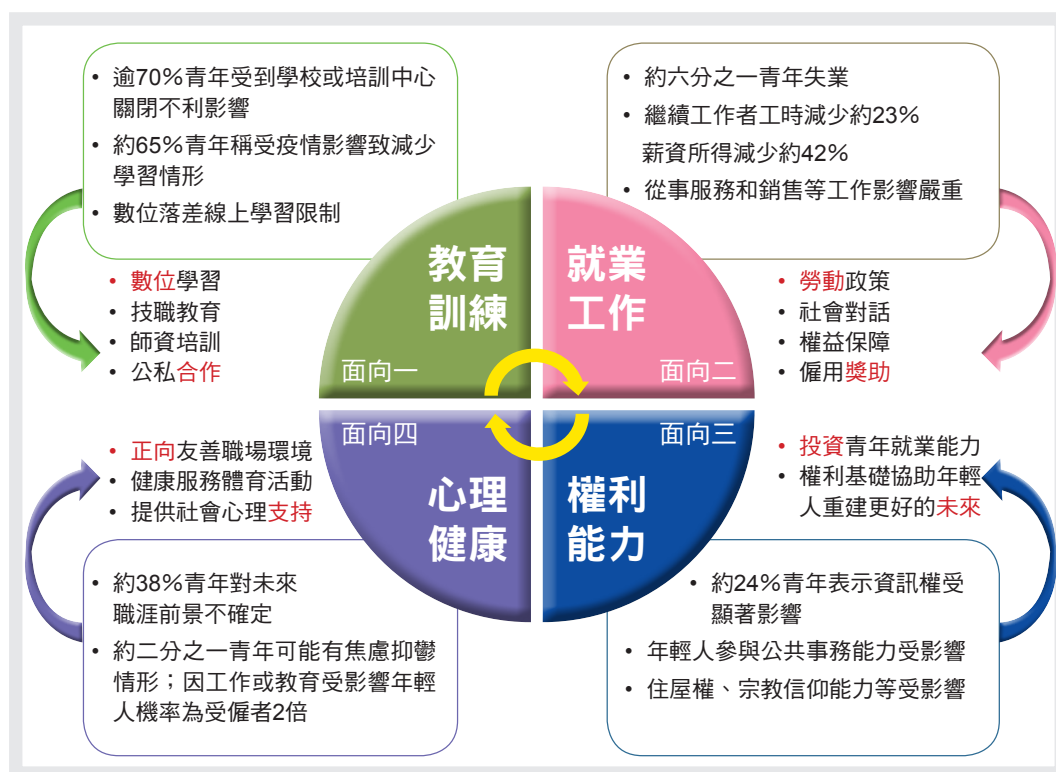 • 逾70%青年受到學校或培訓中心
關閉不利影響
• 約65%青年稱受疫情影響致減少
學習情形
• 數位落差線上學習限制
• 數位學習
• 技職教育
• 師資培訓
• 公私合作
教育
訓練
面向一
• 約六分之一青年失業
• 繼續工作者工時減少約23%
薪資所得減少約42%
• 從事服務和銷售等工作影響嚴重
• 勞動政策
• 社會對話
• 權益保障
• 僱用獎助
就業
工作
面向二
面向三
權利
能力
• 投資青年就業能力
• 權利基礎協助年輕
人重建更好的未來
• 約24%青年表示資訊權受
顯著影響
• 年輕人參與公共事務能力受影響
• 住屋權、宗教信仰能力等受影響
面向四
心理
健康
• 正向友善職場環境
• 健康服務體育活動
• 提供社會心理支持
• 約38%青年對未來
職涯前景不確定
• 約二分之一青年可能有焦慮抑鬱
情形；因工作或教育受影響年輕
人機率為受僱者2倍